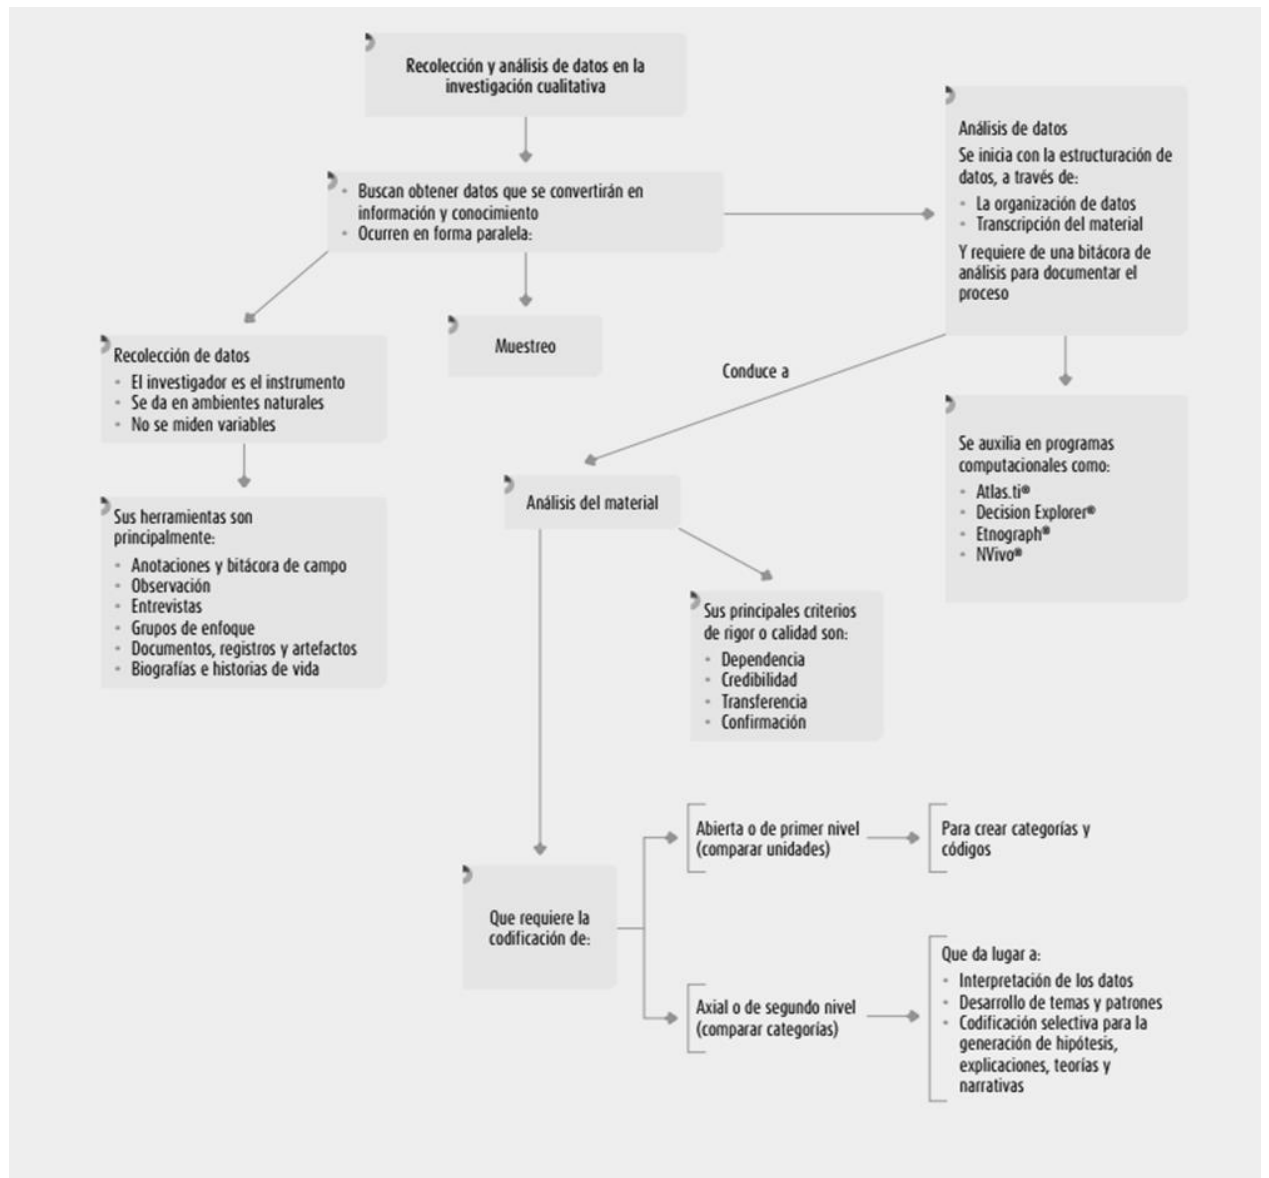 Recolección y análisis de datos en la
investigación cualitativa
• Buscan obtener datos que se convertirán en
información y conocimiento
• Ocurren en forma paralela:
Análisis de datos
Se inicia con la estructuración de
datos, a través de:
• La organización de datos
• Transcripción del material
Y requiere de una bitácora de
análisis para documentar el
proceso
Recolección de datos
• El investigador es el instrumento
• Se da en ambientes naturales
• No se miden variables
Muestreo
Conduce a
Sus herramientas son
principalmente:
• Anotaciones y bitácora de campo
• Observación
• Entrevistas
• Grupos de enfoque
• Documentos, registros y artefactos
• Biografías e historias de vida
Análisis del material
Se auxilia en programas
computacionales como:
• Atlas.ti®
• Decision Explorer®
• Etnograph®
• NVivo®
Sus principales criterios
de rigor o calidad son:
• Dependencia
• Credibilidad
• Transferencia
• Confirmación
Que requiere la
codificación de:
Abierta o de primer nivel
(comparar unidades)
Para crear categorías y
códigos
Axial o de segundo nivel
(comparar categorías)
Que da lugar a:
• Interpretación de los datos
• Desarrollo de temas y patrones
• Codificación selectiva para la
generación de hipótesis,
explicaciones, teorías y
narrativas